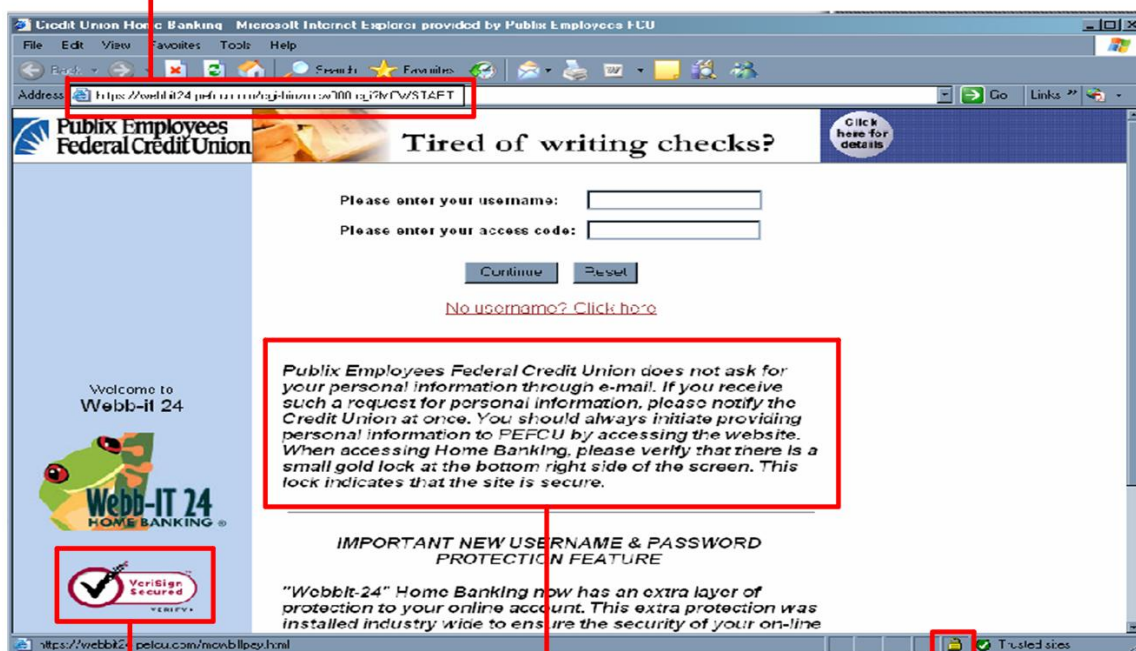 Credit Union Home Banking - Microsoft Internet Explorer provided by Publix Employees FCU
File Edit View Favorites Tools Help
Back Search Favorites
Address Go Links »
Publix Employees
Federal Credit Union
Tired of writing checks?
Click
here for
details
Please enter your username:
Please enter your access code:
Continue Reset
No username? Click here
Publix Employees Federal Credit Union does not ask for
your personal information through e-mail. If you receive
such a request for personal information, please notify the
Credit Union at once. You should always initiate providing
personal information to PEFCU by accessing the website.
When accessing Home Banking, please verify that there is a
small gold lock at the bottom right side of the screen. This
lock indicates that the site is secure.
Welcome to
Webb-it 24
Webb-IT 24
HOME BANKING ®
VeriSign
Secured
VERIFY
IMPORTANT NEW USERNAME & PASSWORD
PROTECTION FEATURE
"Webbit-24" Home Banking now has an extra layer of
protection to your online account. This extra protection was
installed industry wide to ensure the security of your on-line
Trusted sites